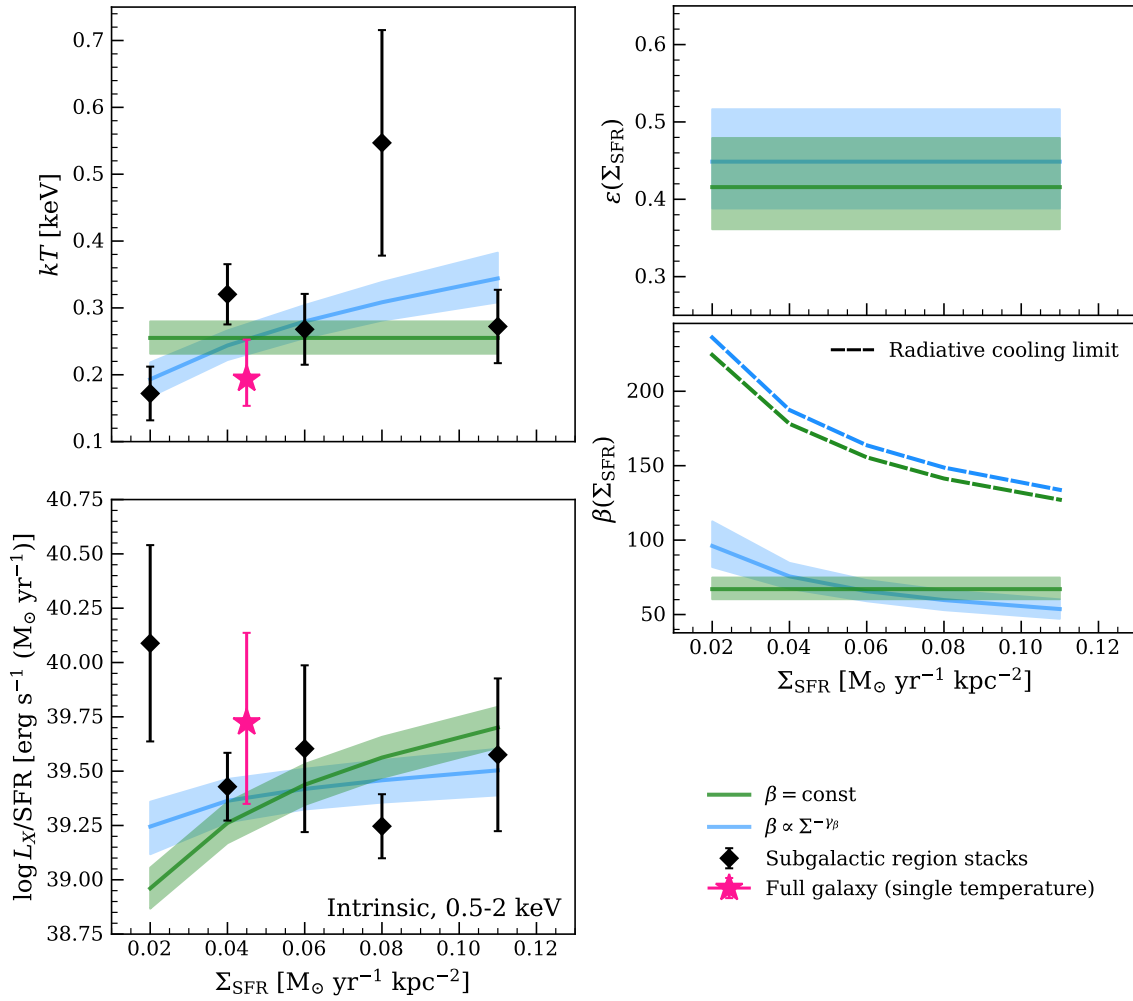 0.7
0.6
0.5
0.4
0.3
0.2
0.1
kT [keV]
0.6
0.5
0.4
0.3
ε(Σ_SFR)
Radiative cooling limit
200
150
100
50
β(Σ_SFR)
0.02 0.04 0.06 0.08 0.10 0.12
Σ_SFR [M_⊙ yr⁻¹ kpc⁻²]
40.75
40.50
40.25
40.00
39.75
39.50
39.25
39.00
38.75
log L_X/SFR [erg s⁻¹ (M_⊙ yr⁻¹)]
Intrinsic, 0.5-2 keV
0.02 0.04 0.06 0.08 0.10 0.12
Σ_SFR [M_⊙ yr⁻¹ kpc⁻²]
β = const
β ∝ Σ^−γ_β
Subgalactic region stacks
Full galaxy (single temperature)